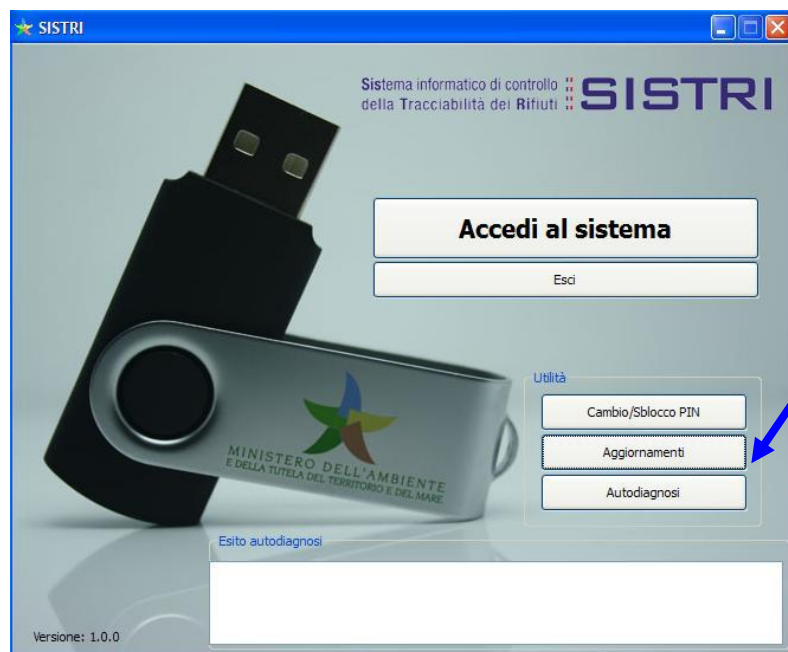 SISTRI
Sistema informatico di controllo
della Tracciabilità dei Rifiuti
SISTRI
Accedi al sistema
Esci
Utilità
Cambio/Sblocco PIN
Aggiornamenti
Autodiagnosi
MINISTERO DELL'AMBIENTE
E DELLA TUTELA DEL TERRITORIO E DEL MARE
Esito autodiagnosi
Versione: 1.0.0